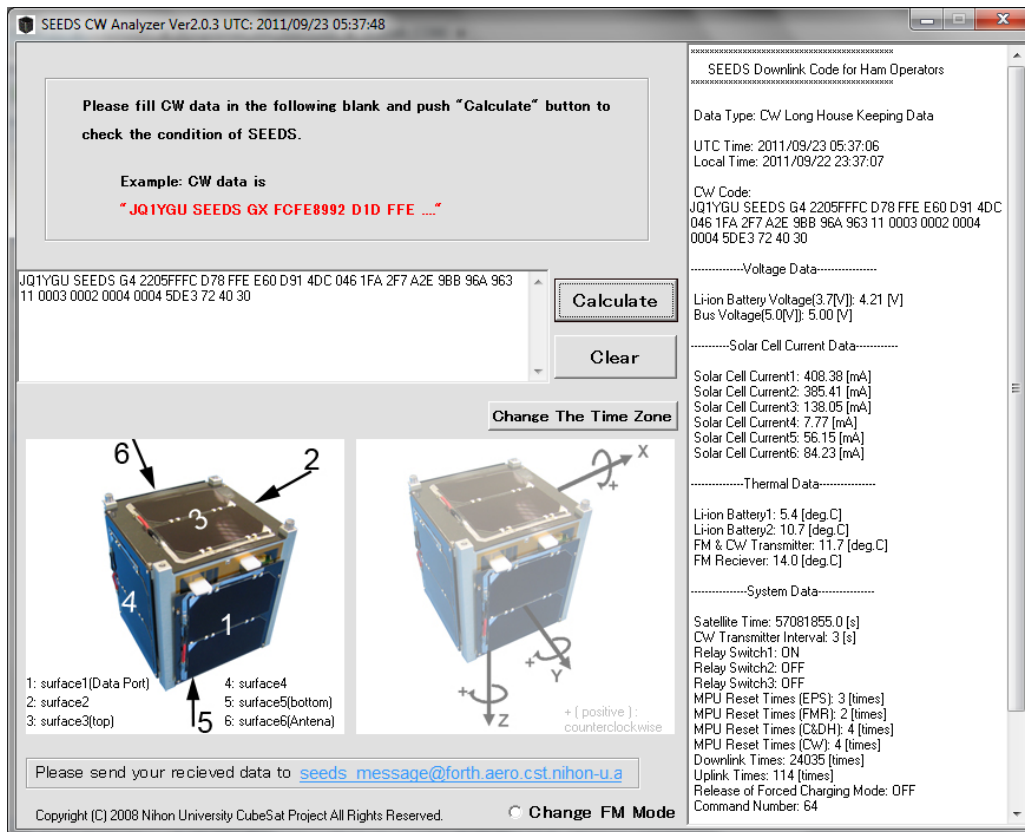 SEEDS CW Analyzer Ver2.0.3 UTC: 2011/09/23 05:37:48
Please fill CW data in the following blank and push "Calculate" button to
check the condition of SEEDS.
Example: CW data is
"JQ1YGU SEEDS GX FCFE8992 D1D FFE ...."
JQ1YGU SEEDS G4 2205FFFC D78 FFE E60 D91 4DC 046 1FA 2F7 A2E 9BB 96A 963
11 0003 0002 0004 0004 5DE3 72 40 30
Calculate
Clear
Change The Time Zone
6
2
3
4
1
5
1: surface1(Data Port)
2: surface2
3: surface3(top)
4: surface4
5: surface5(bottom)
6: surface6(Antena)
X
+
+
Y
+
Z
+ ( positive ) :
counterclockwise
Please send your recieved data to seeds_message@forth.aero.cst.nihon-u.a
Copyright (C) 2008 Nihon University CubeSat Project All Rights Reserved.
Change FM Mode
******************************************
SEEDS Downlink Code for Ham Operators
******************************************
Data Type: CW Long House Keeping Data
UTC Time: 2011/09/23 05:37:06
Local Time: 2011/09/22 23:37:07
CW Code:
JQ1YGU SEEDS G4 2205FFFC D78 FFE E60 D91 4DC
046 1FA 2F7 A2E 9BB 96A 963 11 0003 0002 0004
0004 5DE3 72 40 30
--------------Voltage Data----------------
Li-ion Battery Voltage(3.7[V]): 4.21 [V]
Bus Voltage(5.0[V]): 5.00 [V]
----------Solar Cell Current Data-----------
Solar Cell Current1: 408.38 [mA]
Solar Cell Current2: 385.41 [mA]
Solar Cell Current3: 138.05 [mA]
Solar Cell Current4: 7.77 [mA]
Solar Cell Current5: 56.15 [mA]
Solar Cell Current6: 84.23 [mA]
--------------Thermal Data---------------
Li-ion Battery1: 5.4 [deg.C]
Li-ion Battery2: 10.7 [deg.C]
FM & CW Transmitter: 11.7 [deg.C]
FM Reciever: 14.0 [deg.C]
---------------System Data---------------
Satellite Time: 57081855.0 [s]
CW Transmitter Interval: 3 [s]
Relay Switch1: ON
Relay Switch2: OFF
Relay Switch3: OFF
MPU Reset Times (EPS): 3 [times]
MPU Reset Times (FMR): 2 [times]
MPU Reset Times (C&DH): 4 [times]
MPU Reset Times (CW): 4 [times]
Downlink Times: 24035 [times]
Uplink Times: 114 [times]
Release of Forced Charging Mode: OFF
Command Number: 64